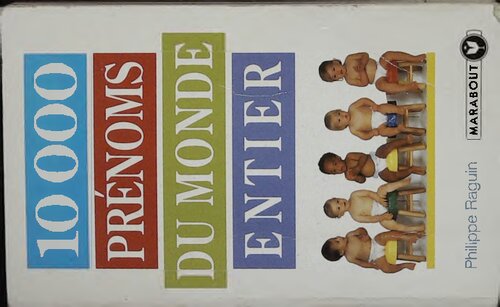 10 000
PRÉNOMS
DU MONDE
ENTIER
Philippe Raguin
MARABOUT